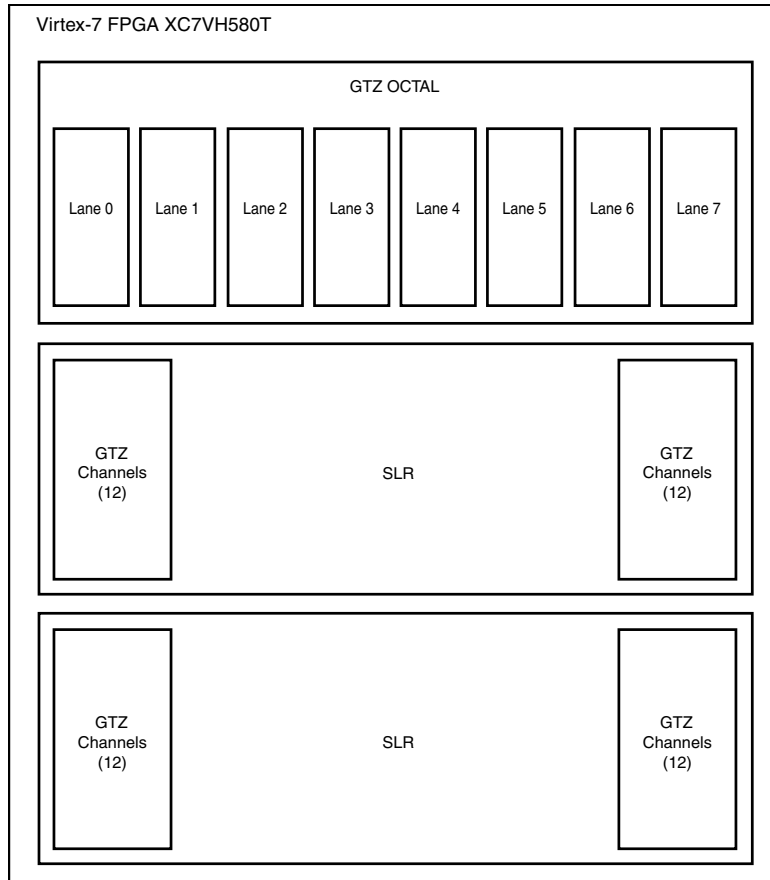 Virtex-7 FPGA XC7VH580T
GTZ OCTAL
Lane 0
Lane 1
Lane 2
Lane 3
Lane 4
Lane 5
Lane 6
Lane 7
GTZ
Channels
(12)
SLR
GTZ
Channels
(12)
GTZ
Channels
(12)
SLR
GTZ
Channels
(12)